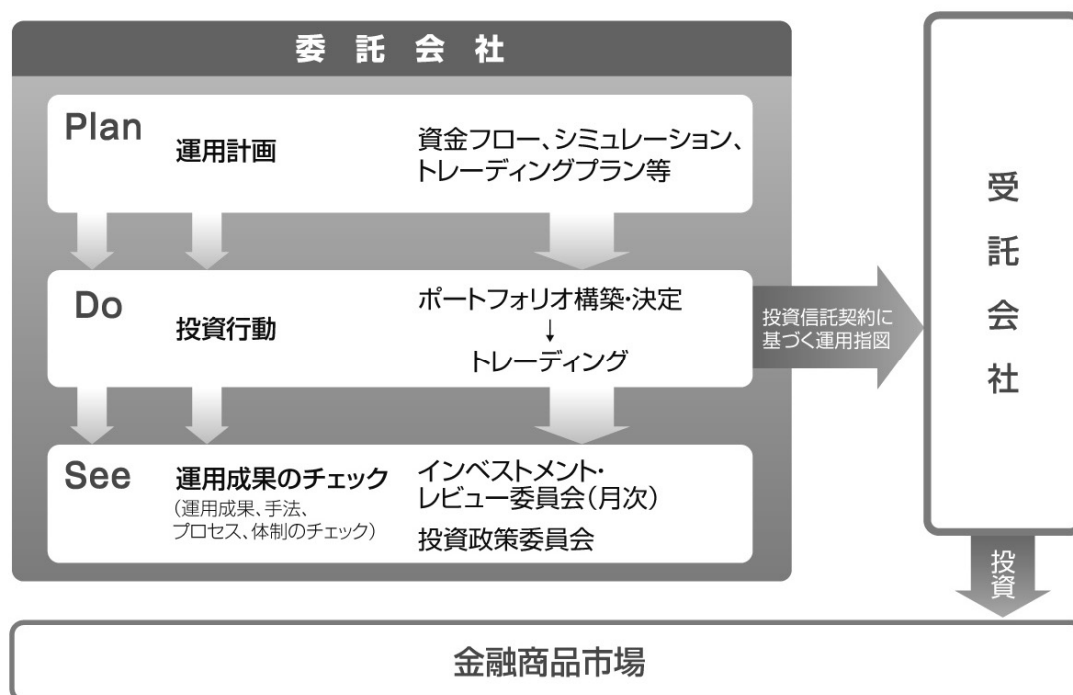 委託会社
Plan
運用計画
資金フロー、シミュレーション、
トレーディングプラン等
Do
投資行動
ポートフォリオ構築・決定
↓
トレーディング
See
運用成果のチェック
(運用成果、手法、
プロセス、体制のチェック)
インベストメント・
レビュー委員会(月次)
投資政策委員会
投資信託契約に
基づく運用指図
受託会社
投資
金融商品市場